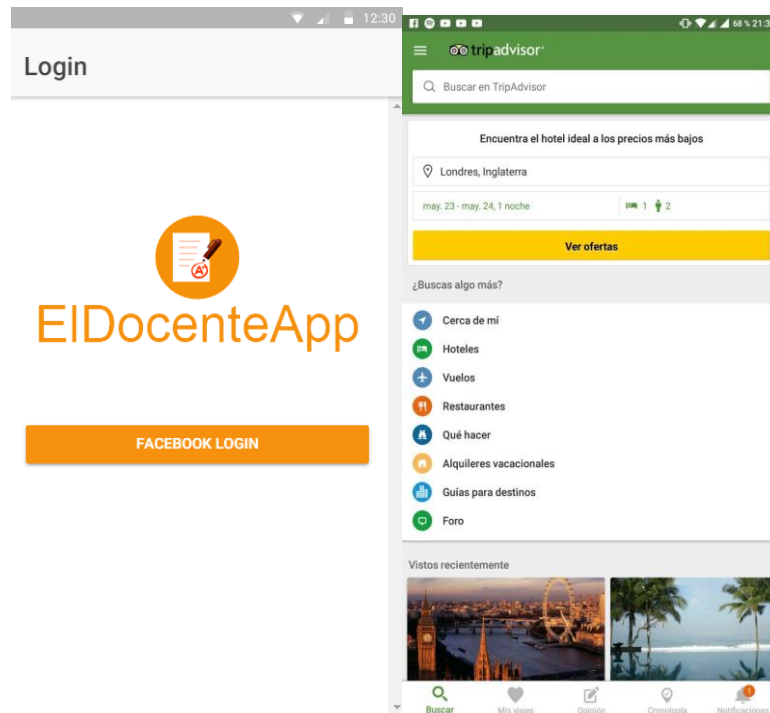 12:30
Login
ElDocenteApp
FACEBOOK LOGIN
68 % 21:3
tripadvisor
Buscar en TripAdvisor
Encuentra el hotel ideal a los precios más bajos
Londres, Inglaterra
may. 23 - may. 24, 1 noche 1 2
Ver ofertas
¿Buscas algo más?
Cerca de mí
Hoteles
Vuelos
Restaurantes
Qué hacer
Alquileres vacacionales
Guías para destinos
Foro
Vistos recientemente
Buscar Mis viajes Opinión Cronología Notificaciones